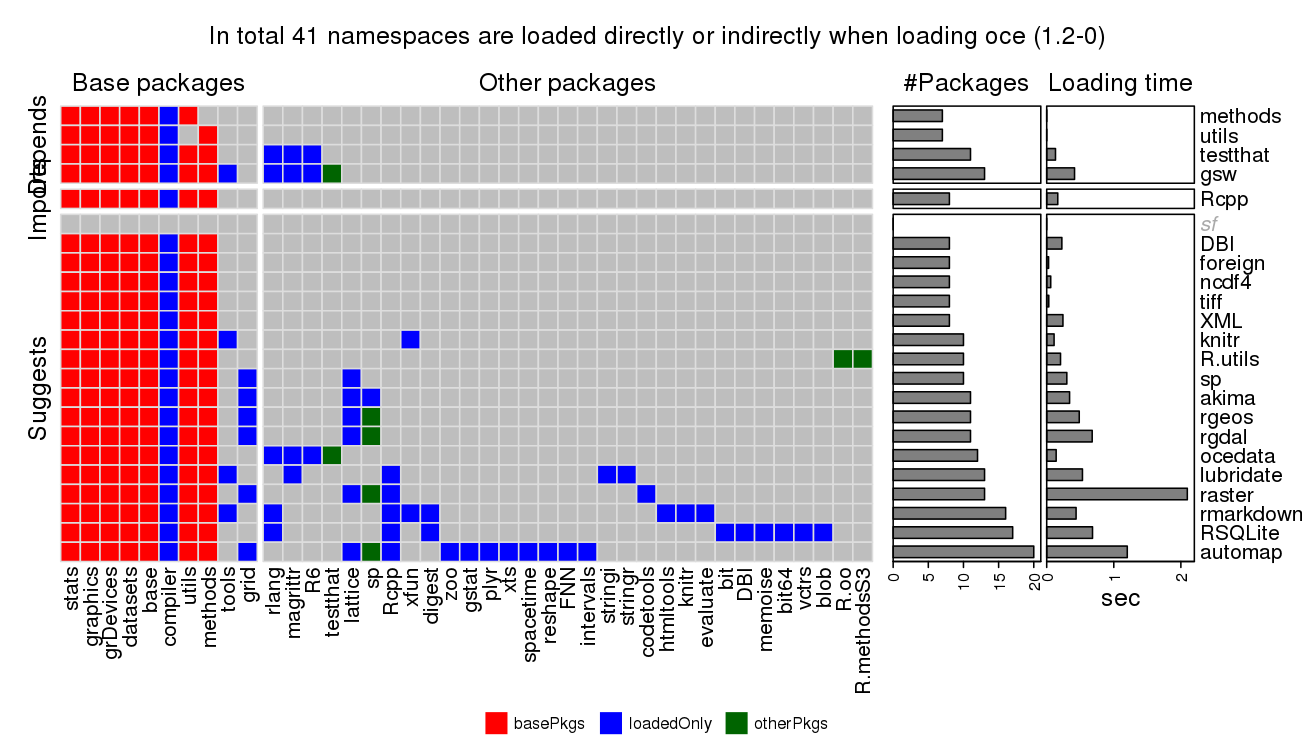 In total 41 namespaces are loaded directly or indirectly when loading oce (1.2-0)
Base packages
Other packages
#Packages
Loading time
Depends
Imports
Suggests
methods
utils
testthat
gsw
Rcpp
sf
DBI
foreign
ncdf4
tiff
XML
knitr
R.utils
sp
akima
rgeos
rgdal
ocedata
lubridate
raster
rmarkdown
RSQLite
automap
stats
graphics
grDevices
datasets
base
compiler
utils
methods
tools
grid
rlang
magrittr
R6
testthat
lattice
sp
Rcpp
xfun
digest
zoo
gstat
plyr
xts
spacetime
reshape
FNN
intervals
stringi
stringr
codetools
htmltools
knitr
evaluate
bit
DBI
memoise
bit64
vctrs
blob
R.oo
R.methodsS3
0 5 10 15 20
0 1 2
sec
basePkgs
loadedOnly
otherPkgs